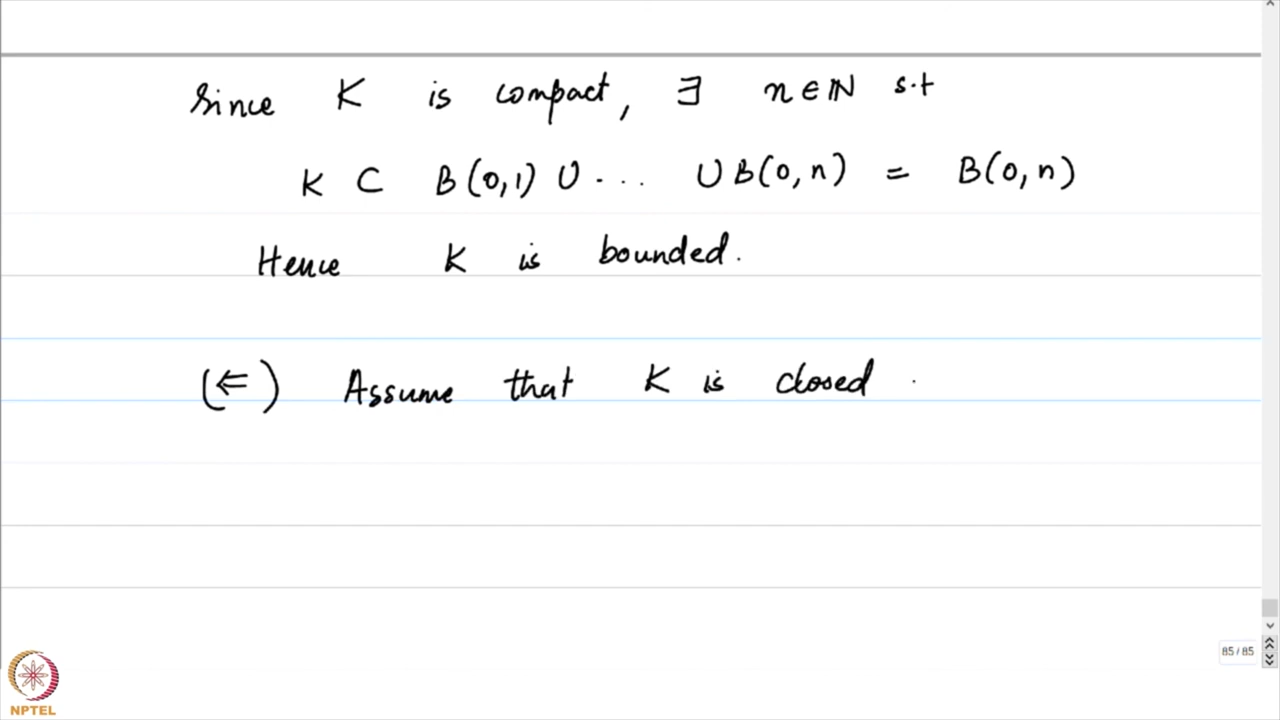 Since K is compact, ∃ n ∈ ℕ s.t
K ⊂ B(0,1) ∪ .... ∪ B(0,n) = B(0,n)
Hence K is bounded.
(⇐) Assume that K is closed .
85 / 85
NPTEL